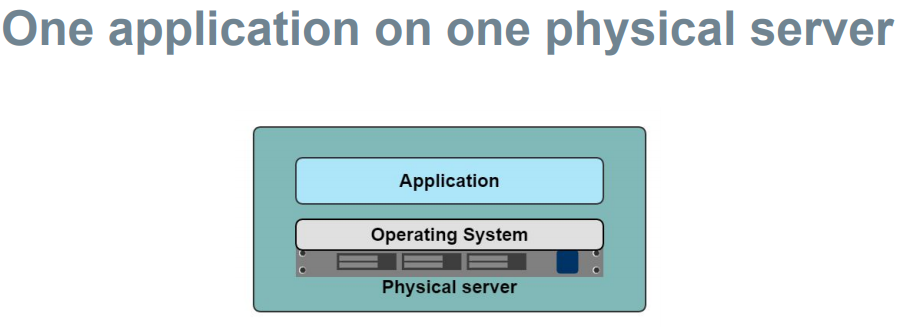 One application on one physical server
Application
Operating System
Physical server